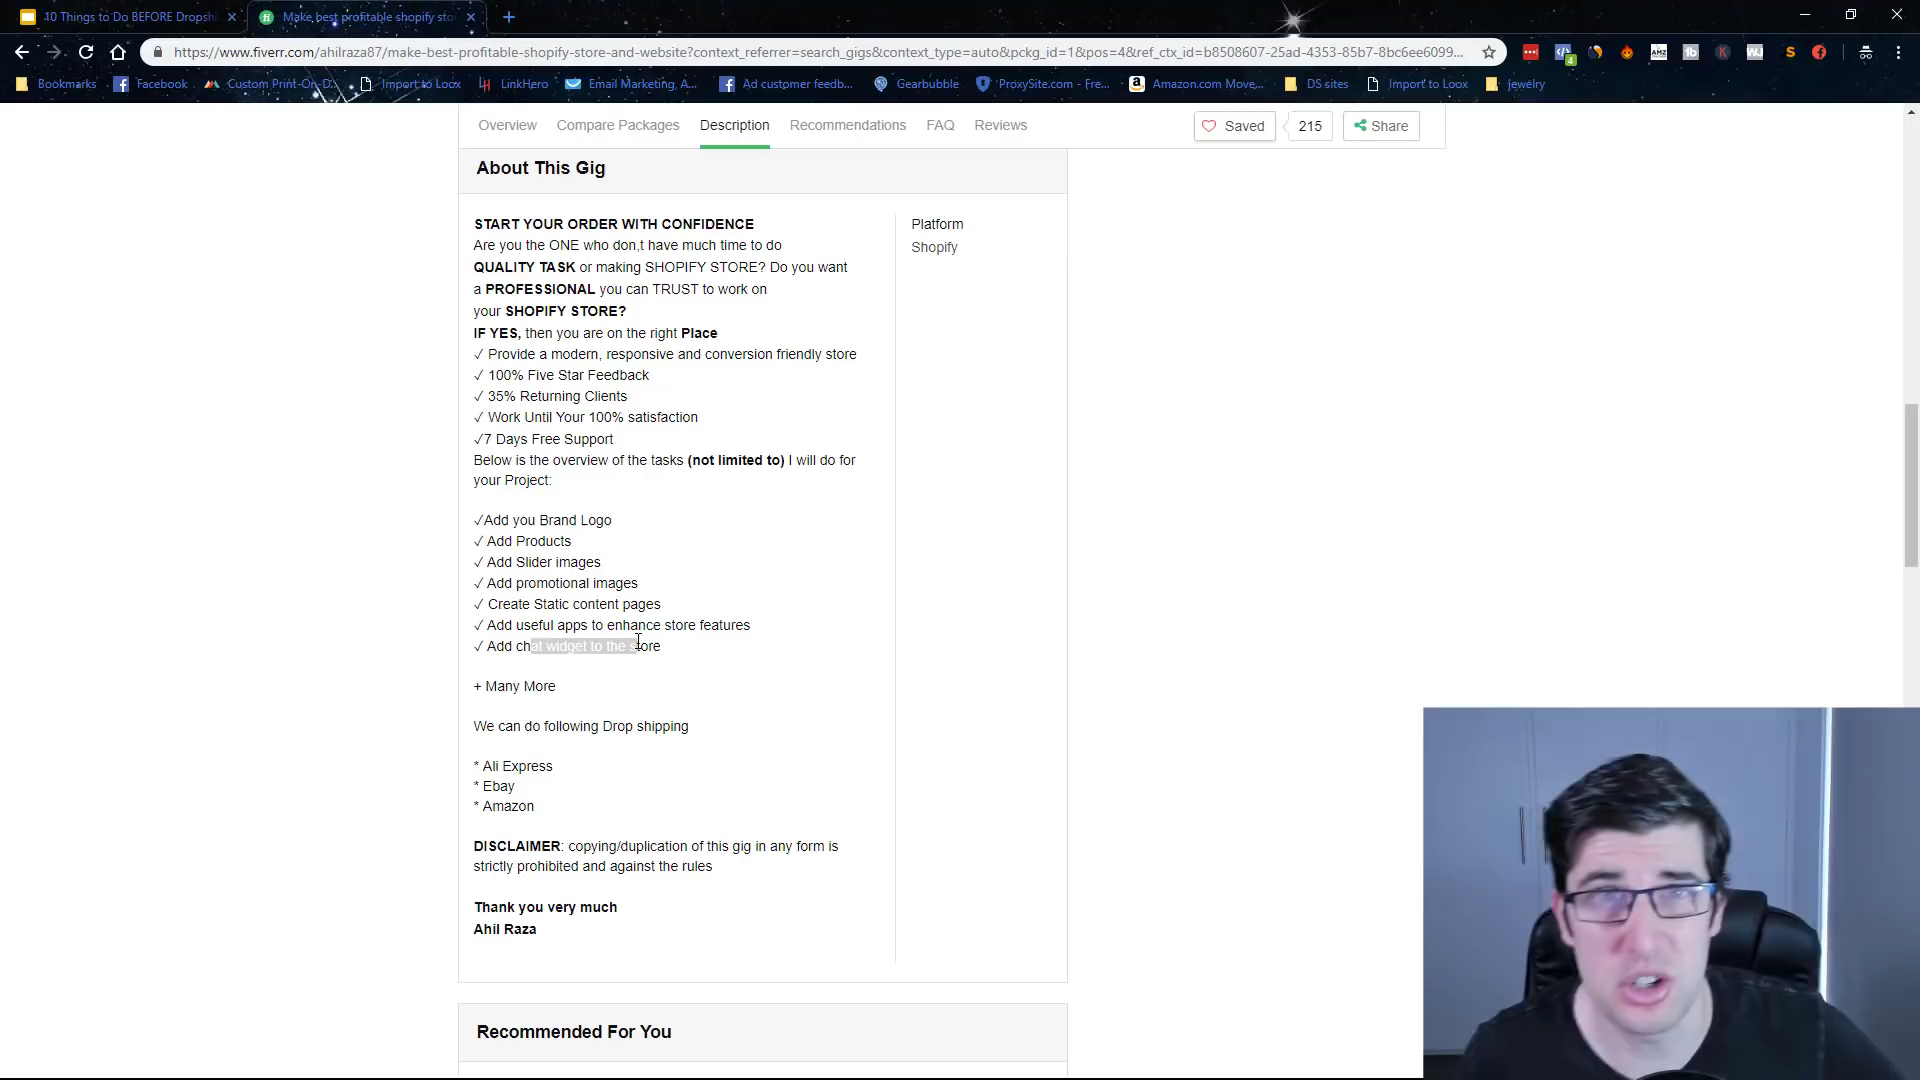 10 Things to Do BEFORE Dropshi
Make best profitable shopify stor
https://www.fiverr.com/ahilraza87/make-best-profitable-shopify-store-and-website?context_referrer=search_gigs&context_type=auto&pckg_id=1&pos=4&ref_ctx_id=b8508607-25ad-4353-85b7-8bc6ee6099...
Bookmarks Facebook Custom Print-On-D... Import to Loox LinkHero Email Marketing, A... Ad customer feedb... Gearbubble ProxySite.com - Fre... Amazon.com Move,... DS sites Import to Loox jewelry
Overview Compare Packages Description Recommendations FAQ Reviews Saved 215 Share
About This Gig
START YOUR ORDER WITH CONFIDENCE
Are you the ONE who don,t have much time to do
QUALITY TASK or making SHOPIFY STORE? Do you want
a PROFESSIONAL you can TRUST to work on
your SHOPIFY STORE?
IF YES, then you are on the right Place
✓ Provide a modern, responsive and conversion friendly store
✓ 100% Five Star Feedback
✓ 35% Returning Clients
✓ Work Until Your 100% satisfaction
✓7 Days Free Support
Below is the overview of the tasks (not limited to) I will do for
your Project:
✓Add you Brand Logo
✓ Add Products
✓ Add Slider images
✓ Add promotional images
✓ Create Static content pages
✓ Add useful apps to enhance store features
✓ Add chat widget to the store
+ Many More
We can do following Drop shipping
* Ali Express
* Ebay
* Amazon
DISCLAIMER: copying/duplication of this gig in any form is
strictly prohibited and against the rules
Thank you very much
Ahil Raza
Platform
Shopify
Recommended For You